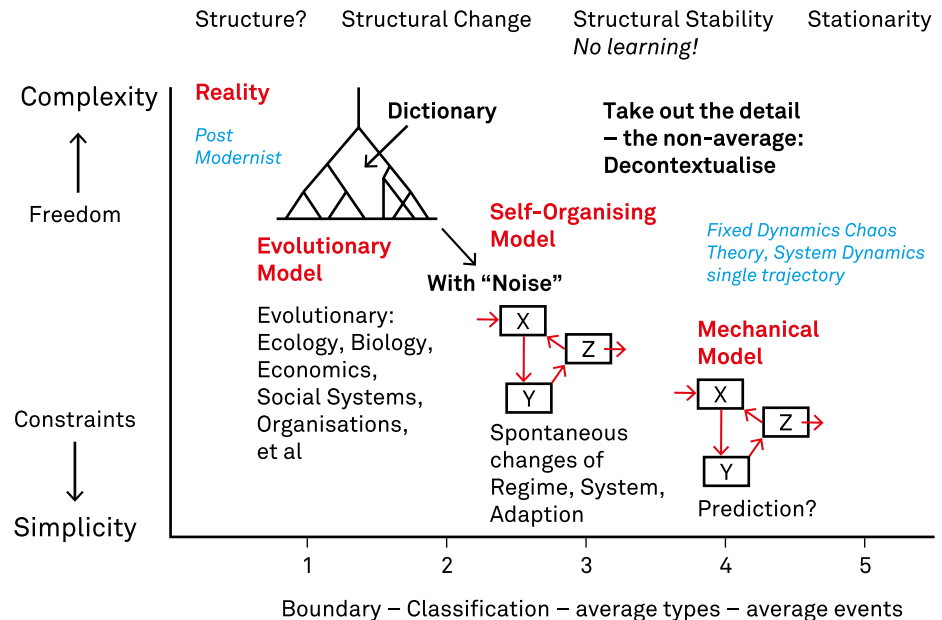 Structure?
Structural Change
Structural Stability
No learning!
Stationarity
Complexity
Freedom
Constraints
Simplicity
Reality
Post
Modernist
Dictionary
Take out the detail
– the non-average:
Decontextualise
Evolutionary
Model
Evolutionary:
Ecology, Biology,
Economics,
Social Systems,
Organisations,
et al
Self-Organising
Model
With “Noise”
X
Z
Y
Spontaneous
changes of
Regime, System,
Adaption
Fixed Dynamics Chaos
Theory, System Dynamics
single trajectory
Mechanical
Model
X
Z
Y
Prediction?
1
2
3
4
5
Boundary – Classification – average types – average events